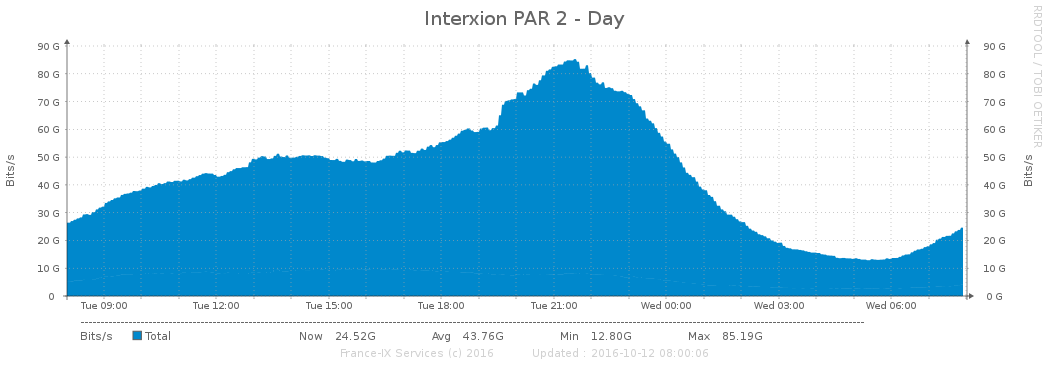 Interxion PAR 2 - Day
RRDTOOL / TOBI OETIKER
Bits/s
90 G
80 G
70 G
60 G
50 G
40 G
30 G
20 G
10 G
0
90 G
80 G
70 G
60 G
50 G
40 G
30 G
20 G
10 G
0 G
Bits/s
Tue 09:00 Tue 12:00 Tue 15:00 Tue 18:00 Tue 21:00 Wed 00:00 Wed 03:00 Wed 06:00
Bits/s Total Now 24.52G Avg 43.76G Min 12.80G Max 85.19G
France-IX Services (c) 2016 Updated : 2016-10-12 08:00:06